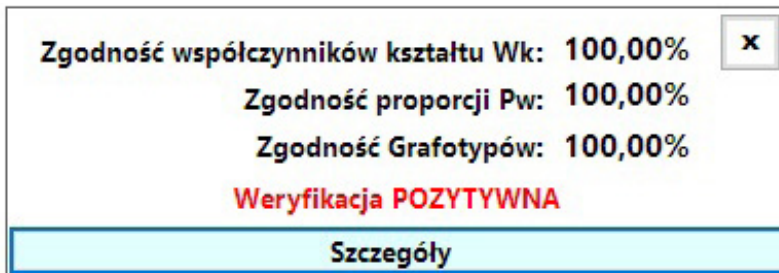 Zgodność współczynników kształtu Wk: 100,00% x
Zgodność proporcji Pw: 100,00%
Zgodność Grafotypów: 100,00%
Weryfikacja POZYTYWNA
Szczegóły